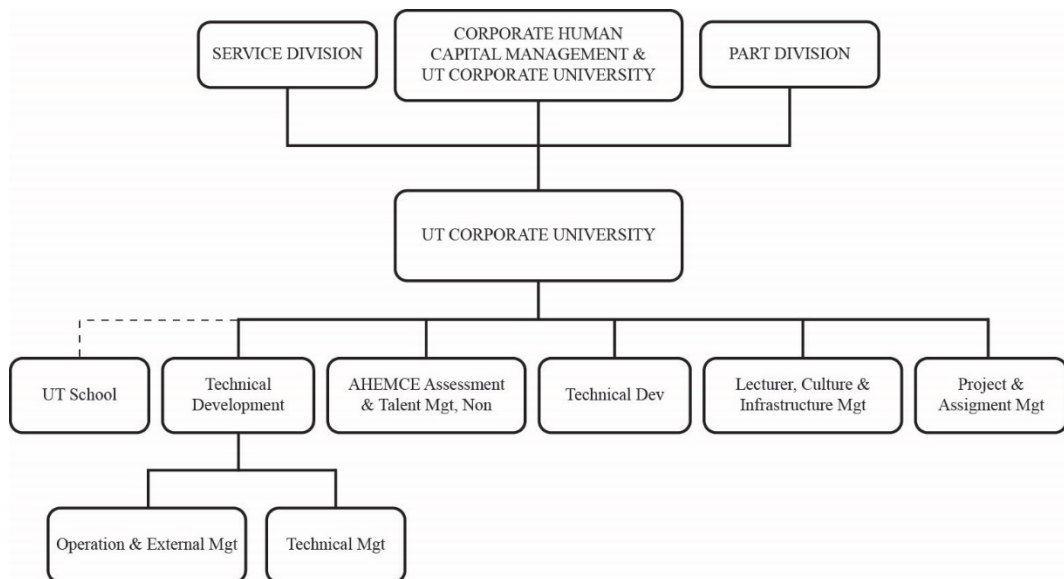 SERVICE DIVISION
CORPORATE HUMAN
CAPITAL MANAGEMENT &
UT CORPORATE UNIVERSITY
PART DIVISION
UT CORPORATE UNIVERSITY
UT School
Technical
Development
AHEMCE Assessment
& Talent Mgt, Non
Technical Dev
Lecturer, Culture &
Infrastructure Mgt
Project &
Assigment Mgt
Operation & External Mgt
Technical Mgt